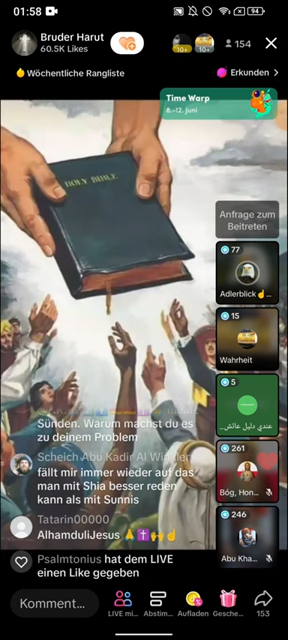 01:58
94
Bruder Harut
60.5K Likes
10+
10+
154
Wöchentliche Rangliste
Erkunden >
Time Warp
8.–12. Juni
HOLY BIBLE
Anfrage zum
Beitreten
77
Adlerblick☝...
15
Wahrheit
5
عندي دليل عائش...
261
Bóg, Hon...
246
Abu Kha...
Sünden. Warum machst du es
zu deinem Problem
Scheich Abu Kadir Al
fällt mir immer wieder auf das
man mit Shia besser reden
kann als mit Sunnis
Tatarin00000
AlhamduliJesus 🙏✝️🙌☝
Psalmtonius hat dem LIVE
einen Like gegeben
Komment...
LIVE mi...
Abstim...
Aufladen
Gesche...
153